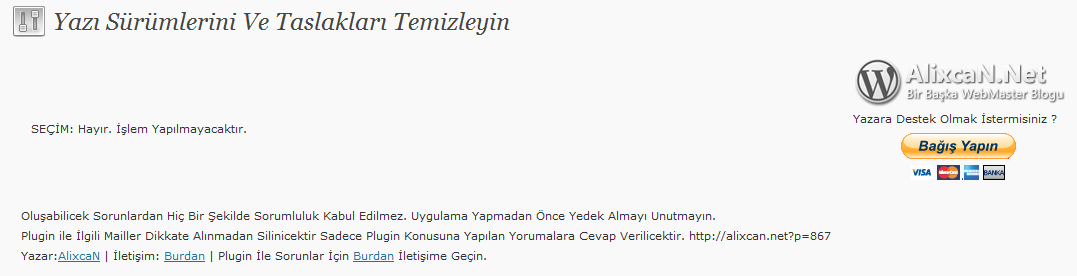 Yazı Sürümlerini Ve Taslakları Temizleyin
AlixcaN.Net
Bir Başka WebMaster Blogu
Yazara Destek Olmak İstermisiniz ?
SEÇİM: Hayır. İşlem Yapılmayacaktır.
Bağış Yapın
VISA MasterCard BANKA
Oluşabilicek Sorunlardan Hiç Bir Şekilde Sorumluluk Kabul Edilmez. Uygulama Yapmadan Önce Yedek Almayı Unutmayın.
Plugin ile İlgili Mailler Dikkate Alınmadan Silinicektir Sadece Plugin Konusuna Yapılan Yorumalara Cevap Verilicektir. http://alixcan.net?p=867
Yazar:AlixcaN | İletişim: Burdan | Plugin İle Sorunlar İçin Burdan İletişime Geçin.